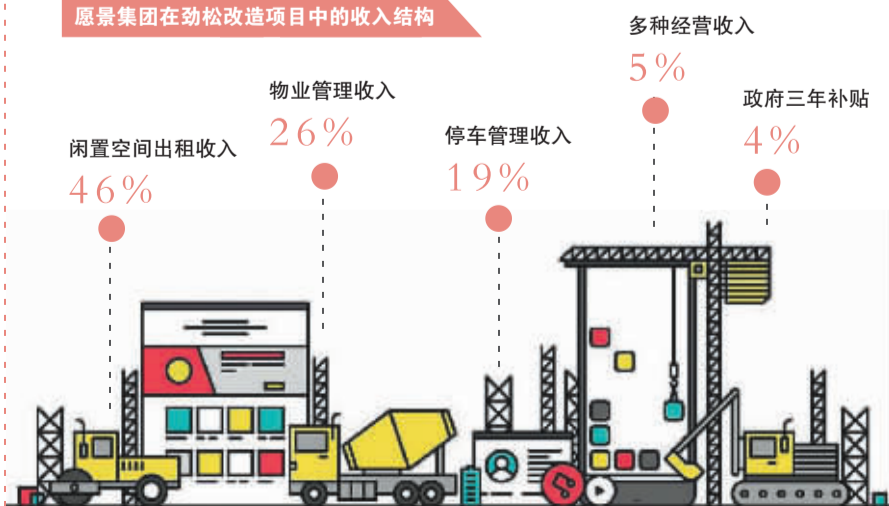 愿景集团在劲松改造项目中的收入结构
闲置空间出租收入
46%
物业管理收入
26%
停车管理收入
19%
多种经营收入
5%
政府三年补贴
4%